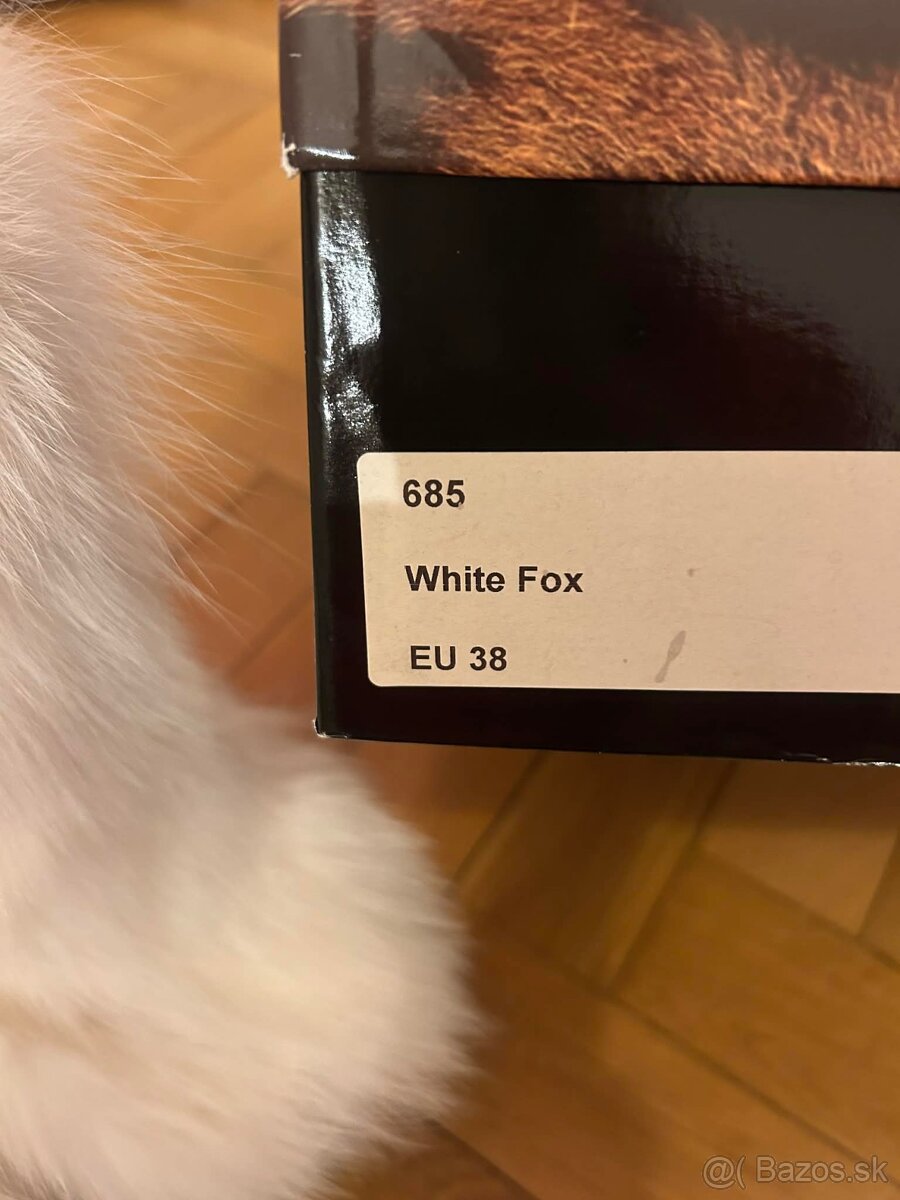 685
White Fox
EU 38
@( Bazos.sk